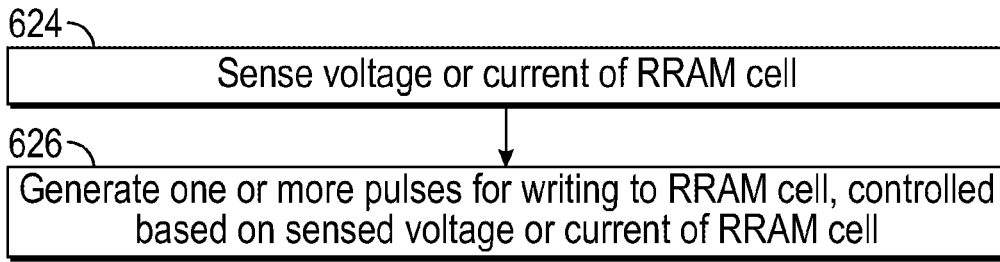 624
Sense voltage or current of RRAM cell
626
Generate one or more pulses for writing to RRAM cell, controlled
based on sensed voltage or current of RRAM cell